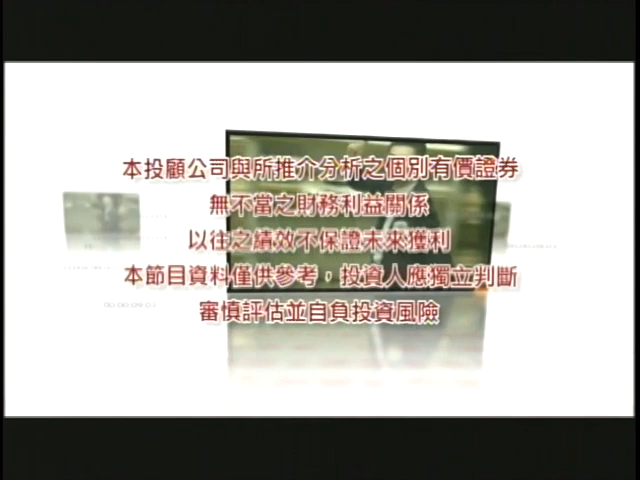 本投顧公司與所推介分析之個別有價證券
無不當之財務利益關係
以往之績效不保證未來獲利
本節目資料僅供參考，投資人應獨立判斷
審慎評估並自負投資風險